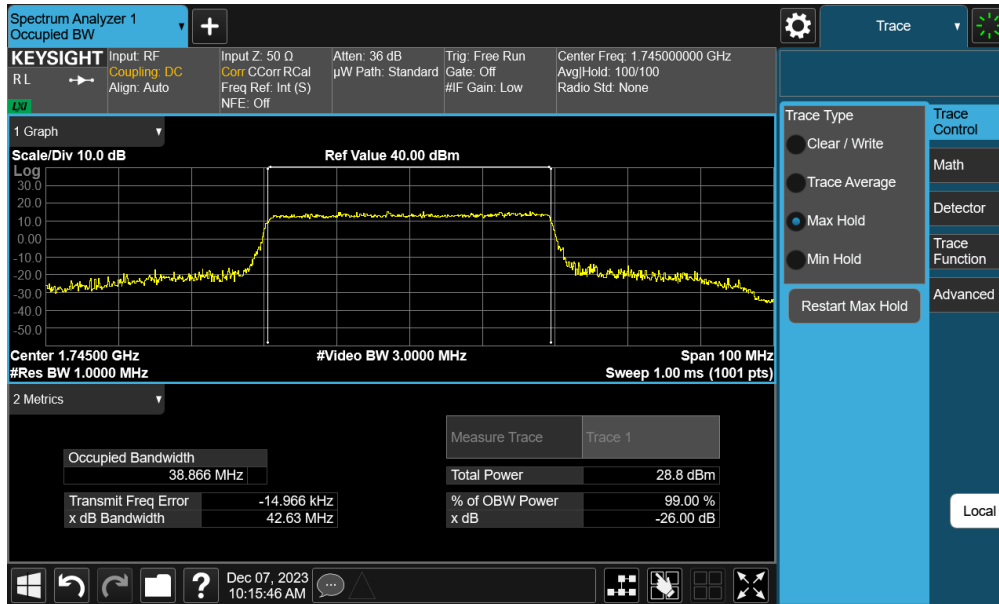 Spectrum Analyzer 1
Occupied BW
Trace
KEYSIGHT Input: RF Input Z: 50 Ω Atten: 36 dB Trig: Free Run Center Freq: 1.745000000 GHz
R L Coupling: DC Corr CCorr RCal µW Path: Standard Gate: Off Avg|Hold: 100/100
Align: Auto Freq Ref: Int (S) #IF Gain: Low Radio Std: None
LXI NFE: Off
1 Graph
Scale/Div 10.0 dB Ref Value 40.00 dBm
Log
30.0
20.0
10.0
0.00
-10.0
-20.0
-30.0
-40.0
-50.0
Center 1.74500 GHz #Video BW 3.0000 MHz Span 100 MHz
#Res BW 1.0000 MHz Sweep 1.00 ms (1001 pts)
2 Metrics
Measure Trace Trace 1
Occupied Bandwidth
38.866 MHz Total Power 28.8 dBm
Transmit Freq Error -14.966 kHz % of OBW Power 99.00 %
x dB Bandwidth 42.63 MHz x dB -26.00 dB
Trace Type
Clear / Write
Trace Average
Max Hold
Min Hold
Restart Max Hold
Trace
Control
Math
Detector
Trace
Function
Advanced
Local
?
Dec 07, 2023
10:15:46 AM